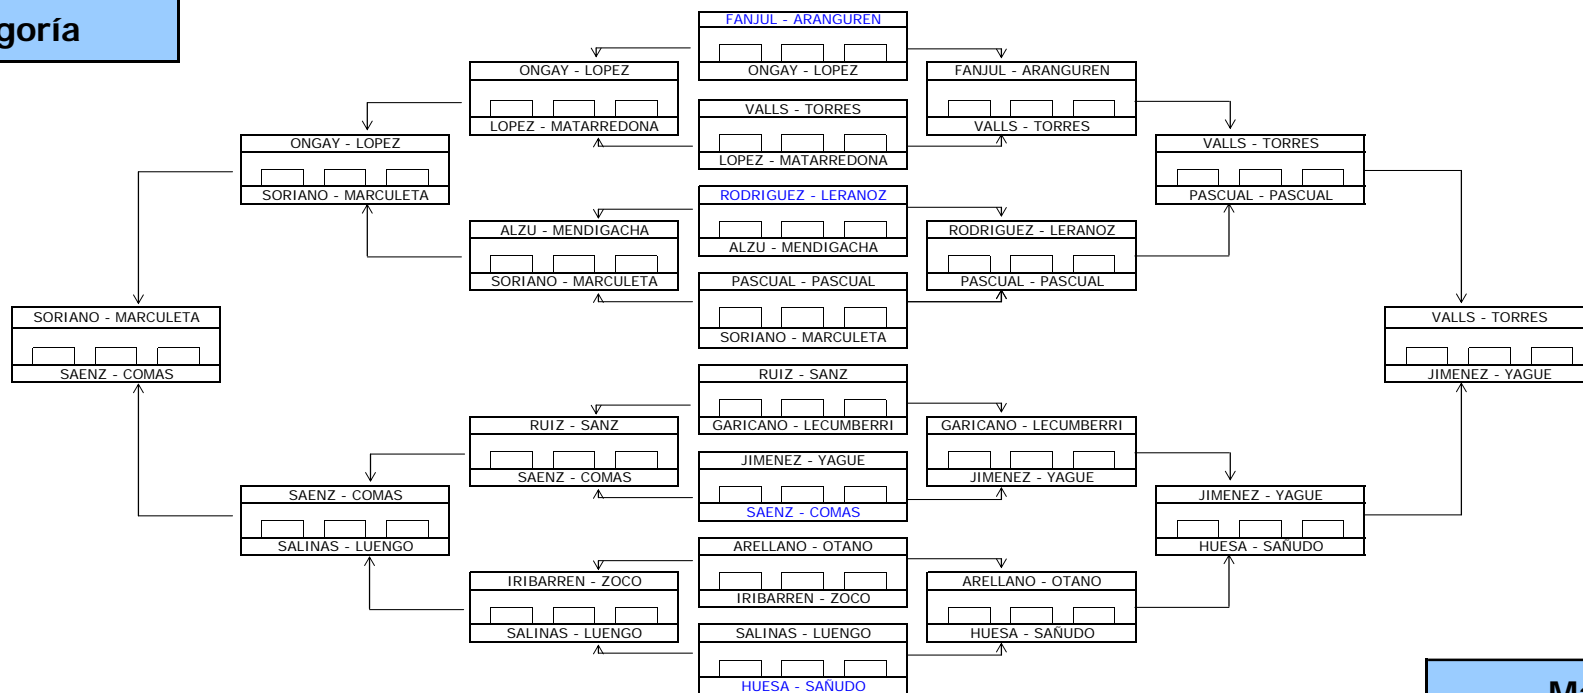 goría
FANJUL - ARANGUREN
ONGAY - LOPEZ
ONGAY - LOPEZ
LOPEZ - MATARREDONA
FANJUL - ARANGUREN
VALLS - TORRES
VALLS - TORRES
LOPEZ - MATARREDONA
ONGAY - LOPEZ
SORIANO - MARCULETA
VALLS - TORRES
PASCUAL - PASCUAL
RODRIGUEZ - LERANOZ
ALZU - MENDIGACHA
ALZU - MENDIGACHA
SORIANO - MARCULETA
RODRIGUEZ - LERANOZ
PASCUAL - PASCUAL
PASCUAL - PASCUAL
SORIANO - MARCULETA
SORIANO - MARCULETA
SAENZ - COMAS
VALLS - TORRES
JIMENEZ - YAGUE
RUIZ - SANZ
GARICANO - LECUMBERRI
RUIZ - SANZ
SAENZ - COMAS
GARICANO - LECUMBERRI
JIMENEZ - YAGUE
JIMENEZ - YAGUE
SAENZ - COMAS
SAENZ - COMAS
SALINAS - LUENGO
JIMENEZ - YAGUE
HUESA - SAÑUDO
ARELLANO - OTANO
IRIBARREN - ZOCO
IRIBARREN - ZOCO
SALINAS - LUENGO
ARELLANO - OTANO
HUESA - SAÑUDO
SALINAS - LUENGO
HUESA - SAÑUDO